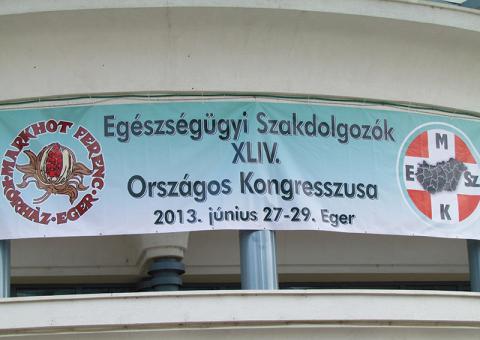 MARKHOT FERENC
KÓRHÁZ · EGER
Egészségügyi Szakdolgozók
XLIV.
Országos Kongresszusa
2013. június 27-29. Eger
M
E SZ
K